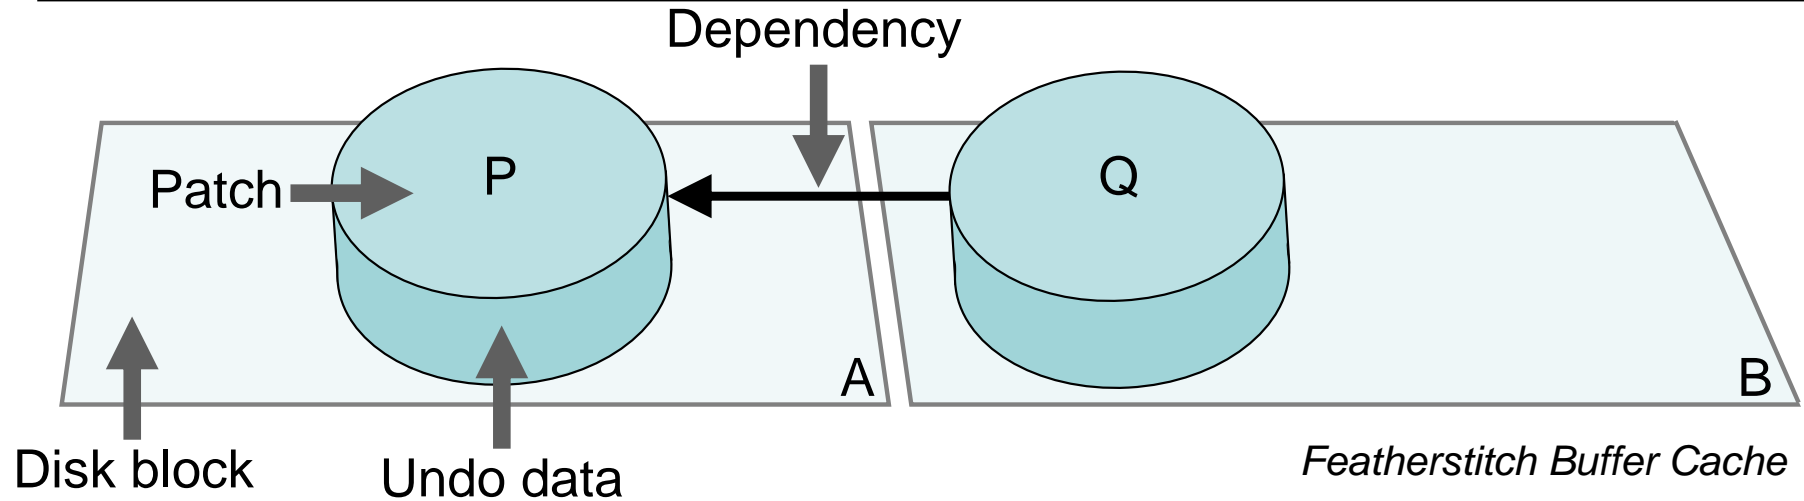 Dependency
P
Q
Patch
A
B
Disk block
Undo data
Featherstitch Buffer Cache